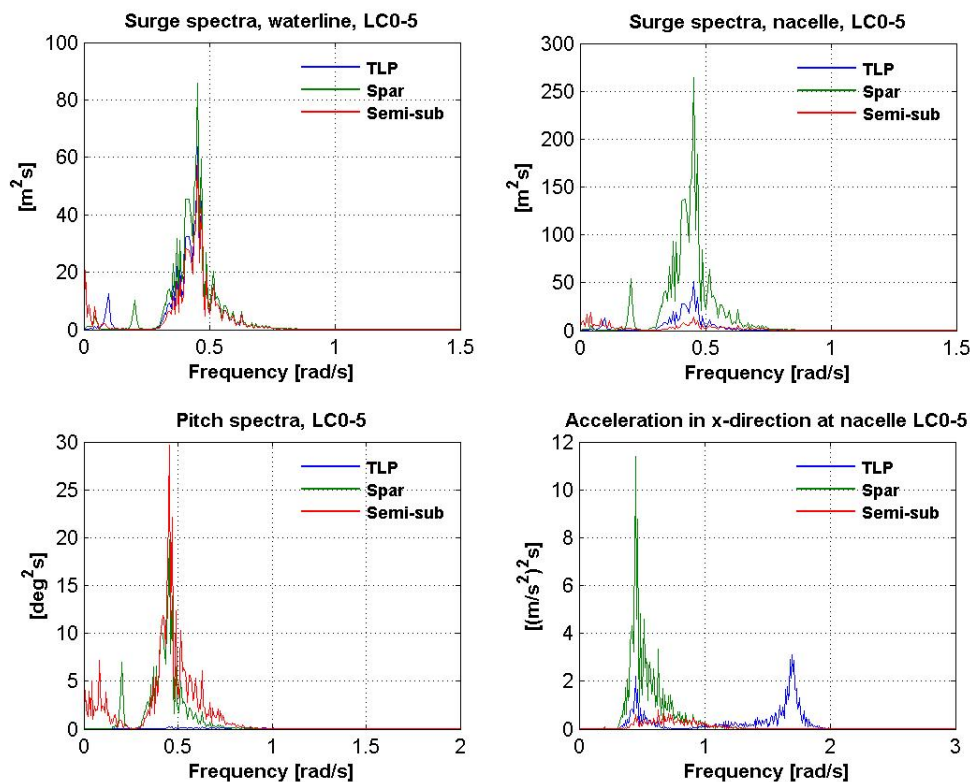 Surge spectra, waterline, LC0-5
100
80
60
40
20
0
[m²s]
TLP
Spar
Semi-sub
0 0.5 1 1.5
Frequency [rad/s]
Surge spectra, nacelle, LC0-5
300
250
200
150
100
50
0
[m²s]
TLP
Spar
Semi-sub
0 0.5 1 1.5
Frequency [rad/s]
Pitch spectra, LC0-5
30
25
20
15
10
5
0
[deg²s]
TLP
Spar
Semi-sub
0 0.5 1 1.5 2
Frequency [rad/s]
Acceleration in x-direction at nacelle LC0-5
12
10
8
6
4
2
0
[(m/s²)²s]
TLP
Spar
Semi-sub
0 1 2 3
Frequency [rad/s]